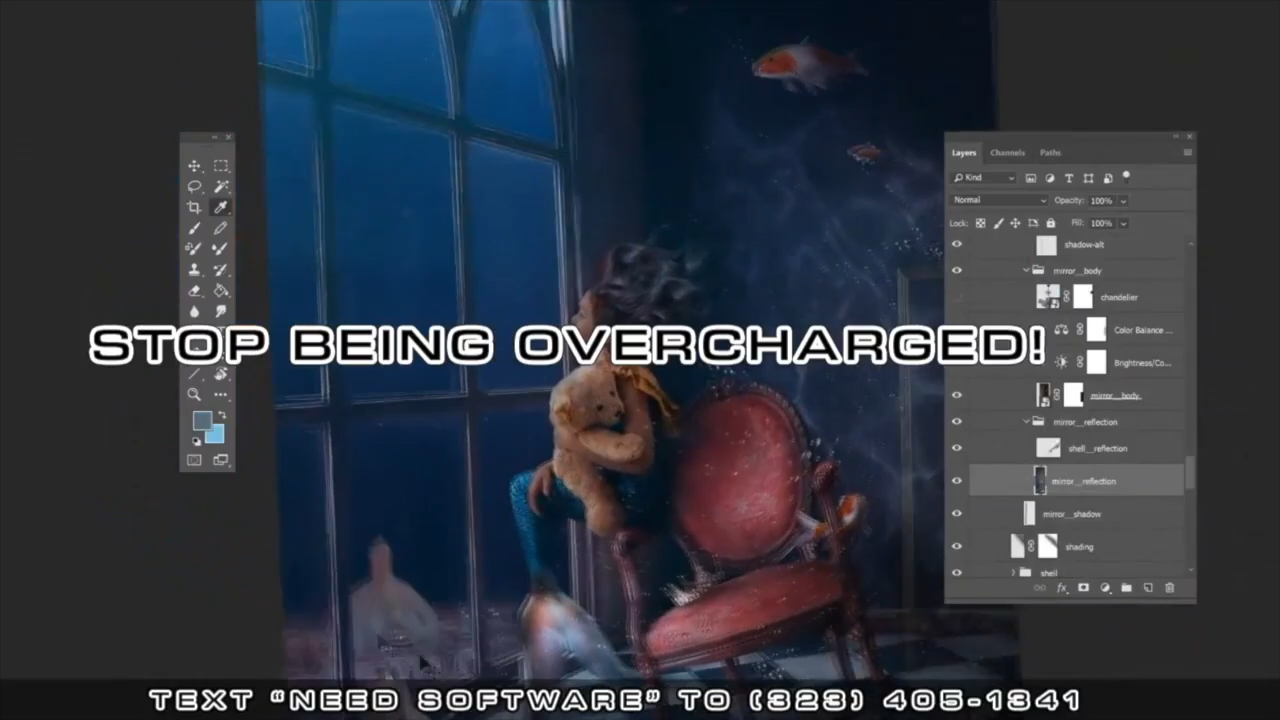 Layers Channels Paths
Kind
Normal Opacity: 100%
Lock: Fill: 100%
shadow-alt
mirror__body
chandelier
STOP BEING OVERCHARGED!
Color Balance ...
Brightness/Co...
mirror__body
mirror__reflection
shell__reflection
mirror__reflection
mirror__shadow
shading
shell
fx
TEXT “NEED SOFTWARE” TO (323) 405-1341